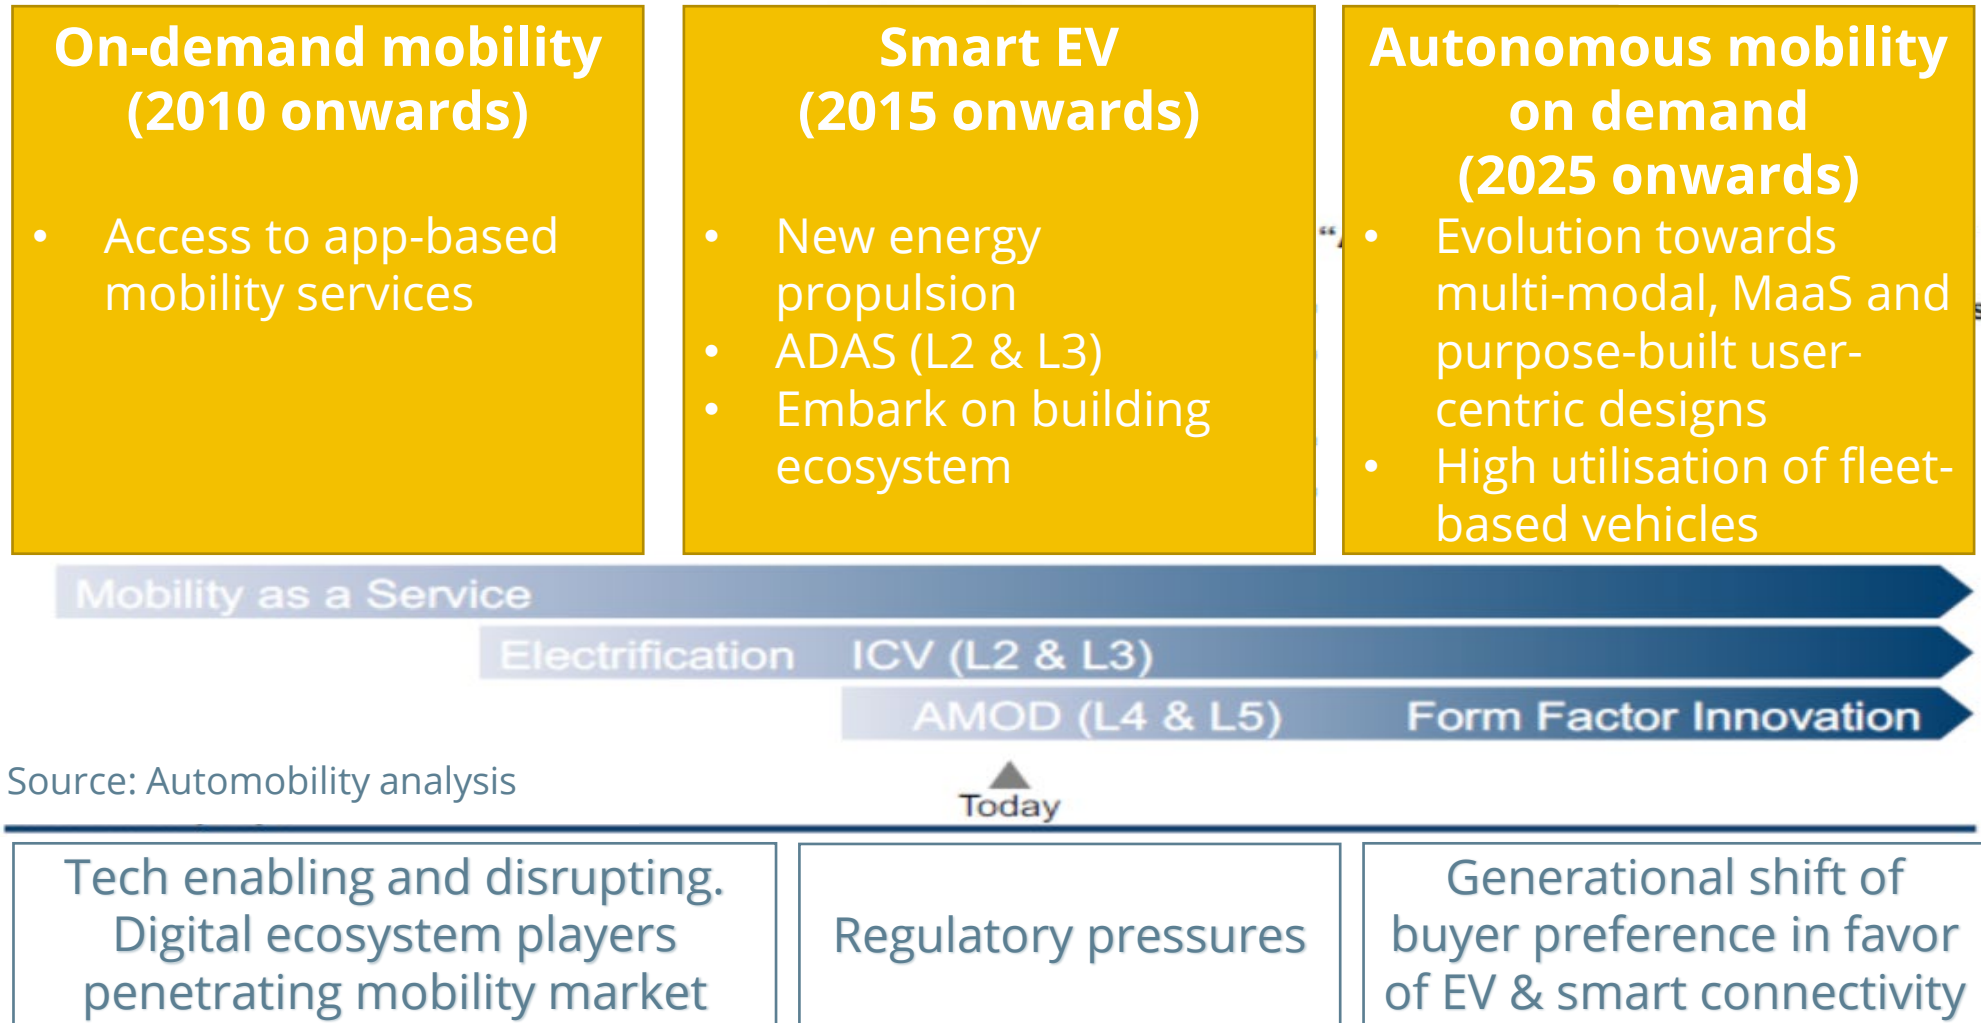 On-demand mobility
(2010 onwards)
• Access to app-based
mobility services
Smart EV
(2015 onwards)
• New energy
propulsion
• ADAS (L2 & L3)
• Embark on building
ecosystem
Autonomous mobility
on demand
(2025 onwards)
• Evolution towards
multi-modal, MaaS and
purpose-built user-
centric designs
• High utilisation of fleet-
based vehicles
Mobility as a Service
Electrification ICV (L2 & L3)
AMOD (L4 & L5) Form Factor Innovation
Source: Automobility analysis
Today
Tech enabling and disrupting.
Digital ecosystem players
penetrating mobility market
Regulatory pressures
Generational shift of
buyer preference in favor
of EV & smart connectivity